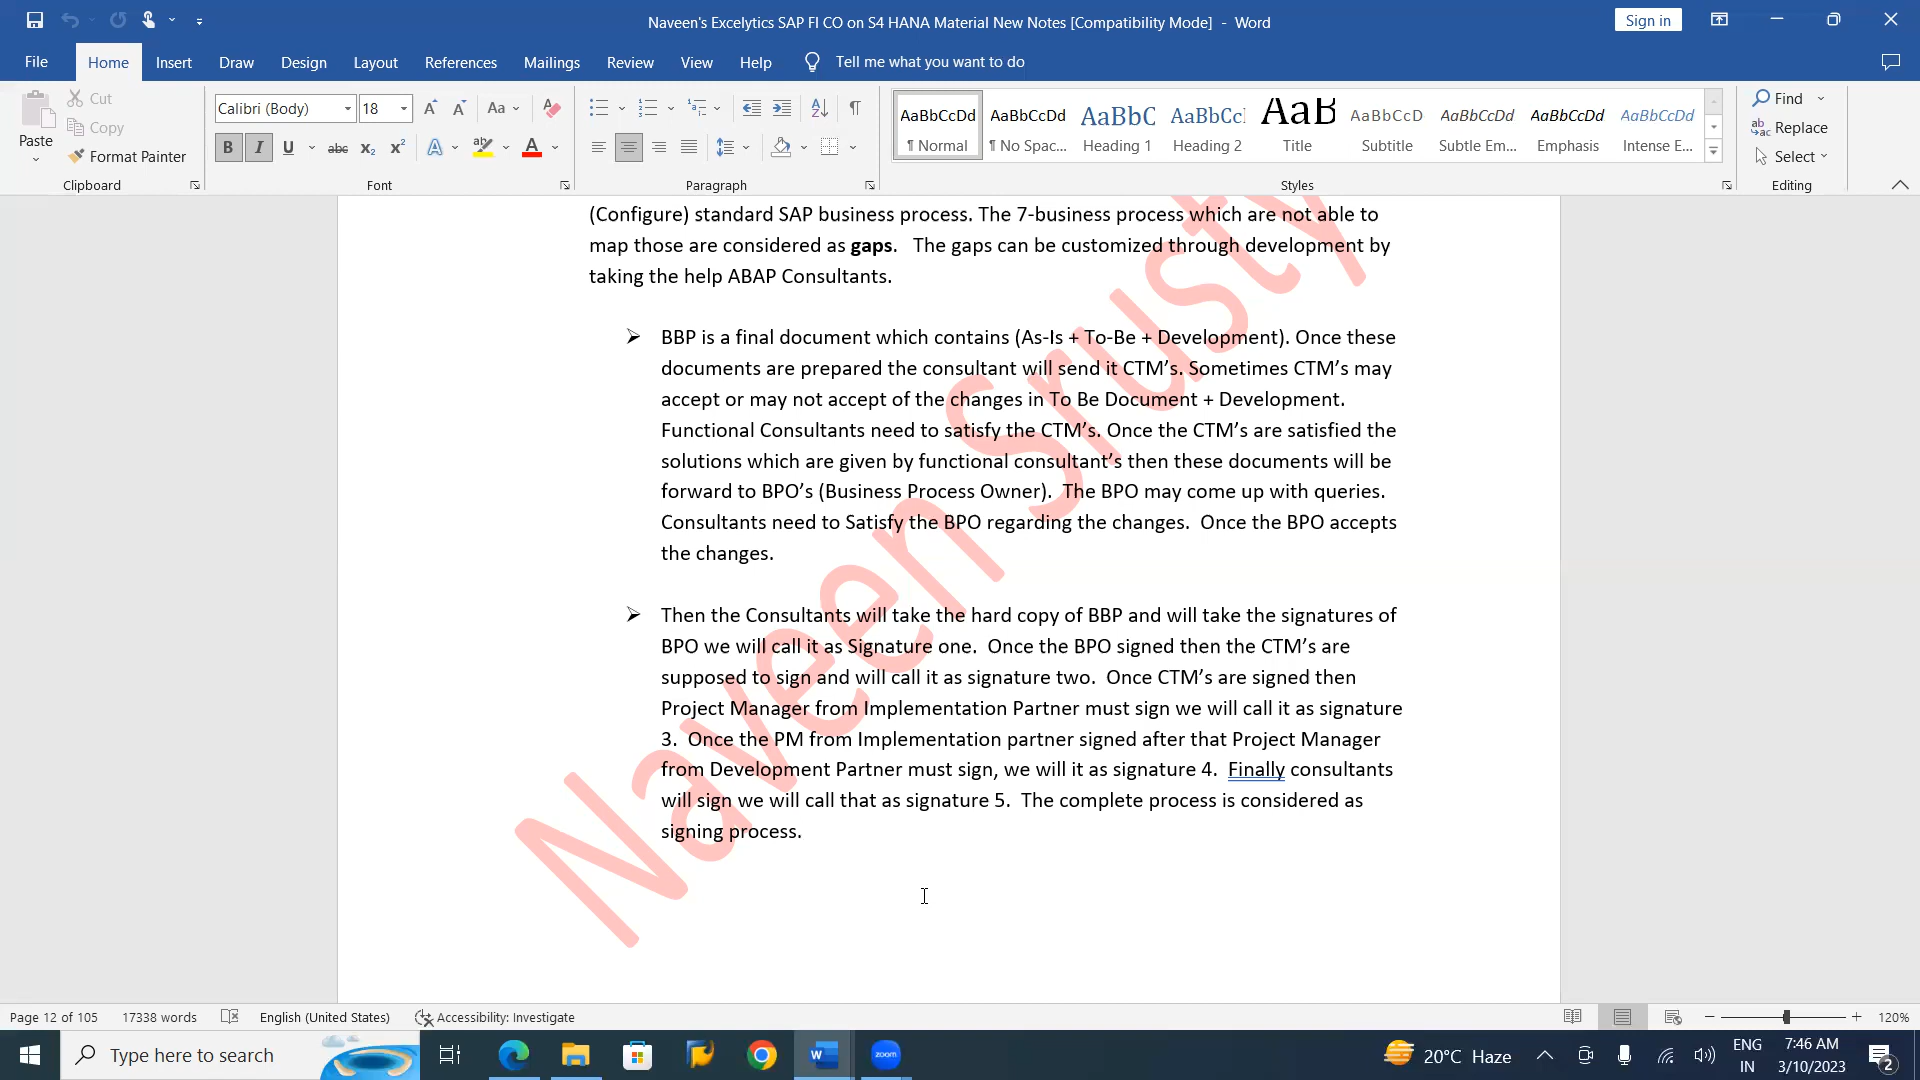 Naveen's Excelytics SAP FI CO on S4 HANA Material New Notes [Compatibility Mode] - Word
Sign in
File Home Insert Draw Design Layout References Mailings Review View Help Tell me what you want to do
Paste
Cut
Copy
Format Painter
Clipboard
Calibri (Body) 18
Font
Paragraph
AaBbCcDd AaBbCcDd AaBbC AaBbCc AaB AaBbCcD AaBbCcDd AaBbCcDd AaBbCcDd
¶ Normal ¶ No Spac... Heading 1 Heading 2 Title Subtitle Subtle Em... Emphasis Intense E...
Styles
Find
Replace
Select
Editing
(Configure) standard SAP business process. The 7-business process which are not able to
map those are considered as gaps. The gaps can be customized through development by
taking the help ABAP Consultants.
➢ BBP is a final document which contains (As-Is + To-Be + Development). Once these
documents are prepared the consultant will send it CTM's. Sometimes CTM's may
accept or may not accept of the changes in To Be Document + Development.
Functional Consultants need to satisfy the CTM's. Once the CTM's are satisfied the
solutions which are given by functional consultant's then these documents will be
forward to BPO's (Business Process Owner). The BPO may come up with queries.
Consultants need to Satisfy the BPO regarding the changes. Once the BPO accepts
the changes.
➢ Then the Consultants will take the hard copy of BBP and will take the signatures of
BPO we will call it as Signature one. Once the BPO signed then the CTM's are
supposed to sign and will call it as signature two. Once CTM's are signed then
Project Manager from Implementation Partner must sign we will call it as signature
3. Once the PM from Implementation partner signed after that Project Manager
from Development Partner must sign, we will it as signature 4. Finally consultants
will sign we will call that as signature 5. The complete process is considered as
signing process.
Naveen Srusty
Page 12 of 105 17338 words English (United States) Accessibility: Investigate 120%
Type here to search
zoom
20°C Haze
ENG
IN
7:46 AM
3/10/2023
2